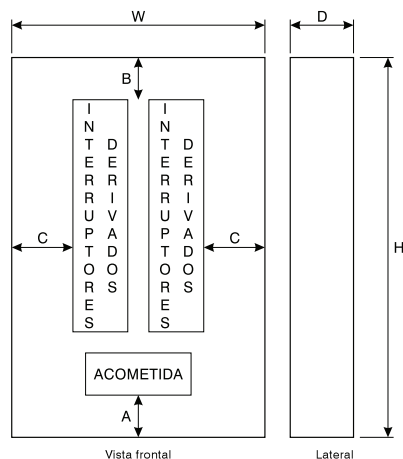 W
D
B
INTERRUPTORES
DERIVADOS
INTERRUPTORES
DERIVADOS
C
C
H
ACOMETIDA
A
Vista frontal
Lateral